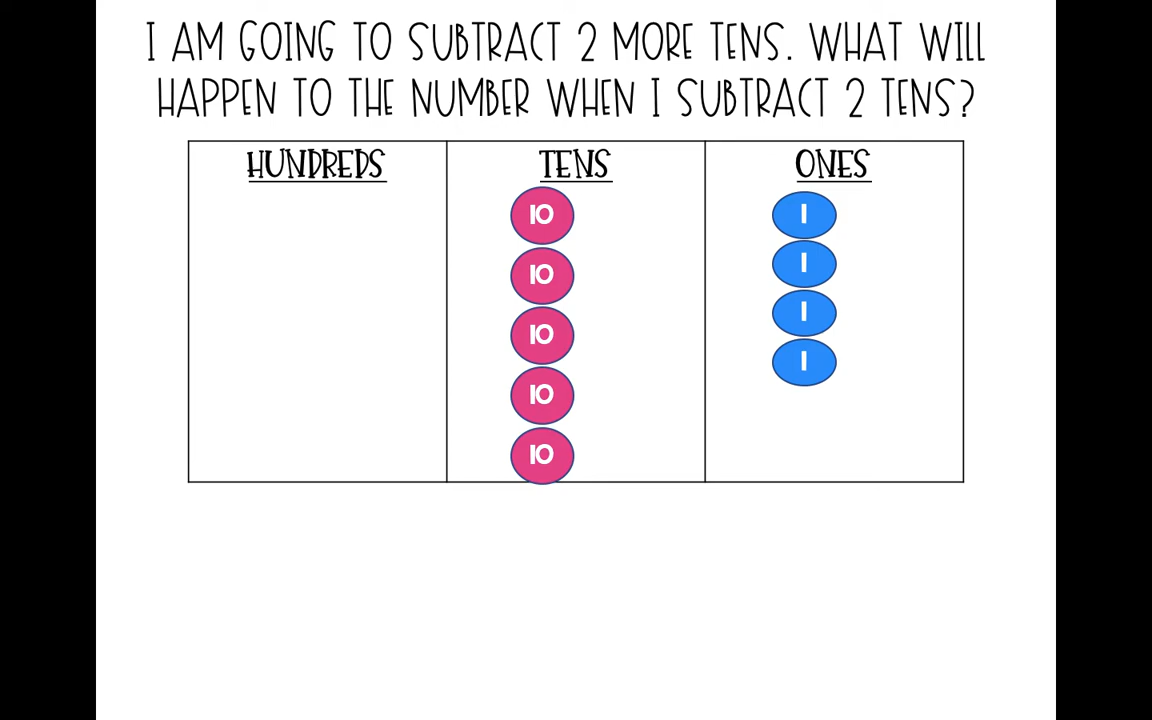 I AM GOING TO SUBTRACT 2 MORE TENS. WHAT WILL
HAPPEN TO THE NUMBER WHEN I SUBTRACT 2 TENS?
HUNDREDS TENS ONES
10 1
10 1
10 1
10 1
10